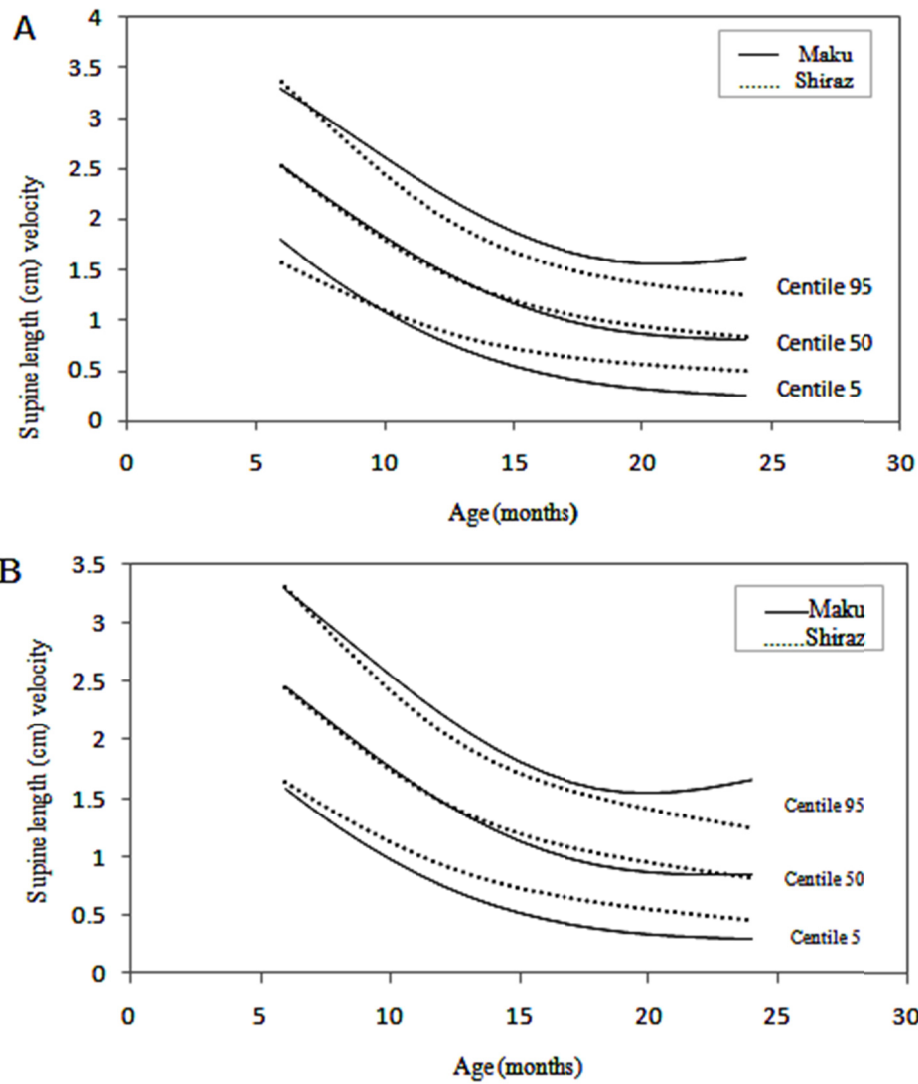 A
4
3.5
3
2.5
2
1.5
1
0.5
0
Supine length (cm) velocity
Maku
Shiraz
Centile 95
Centile 50
Centile 5
0 5 10 15 20 25 30
Age (months)
B
3.5
3
2.5
2
1.5
1
0.5
0
Supine length (cm) velocity
Maku
Shiraz
Centile 95
Centile 50
Centile 5
0 5 10 15 20 25 30
Age (months)